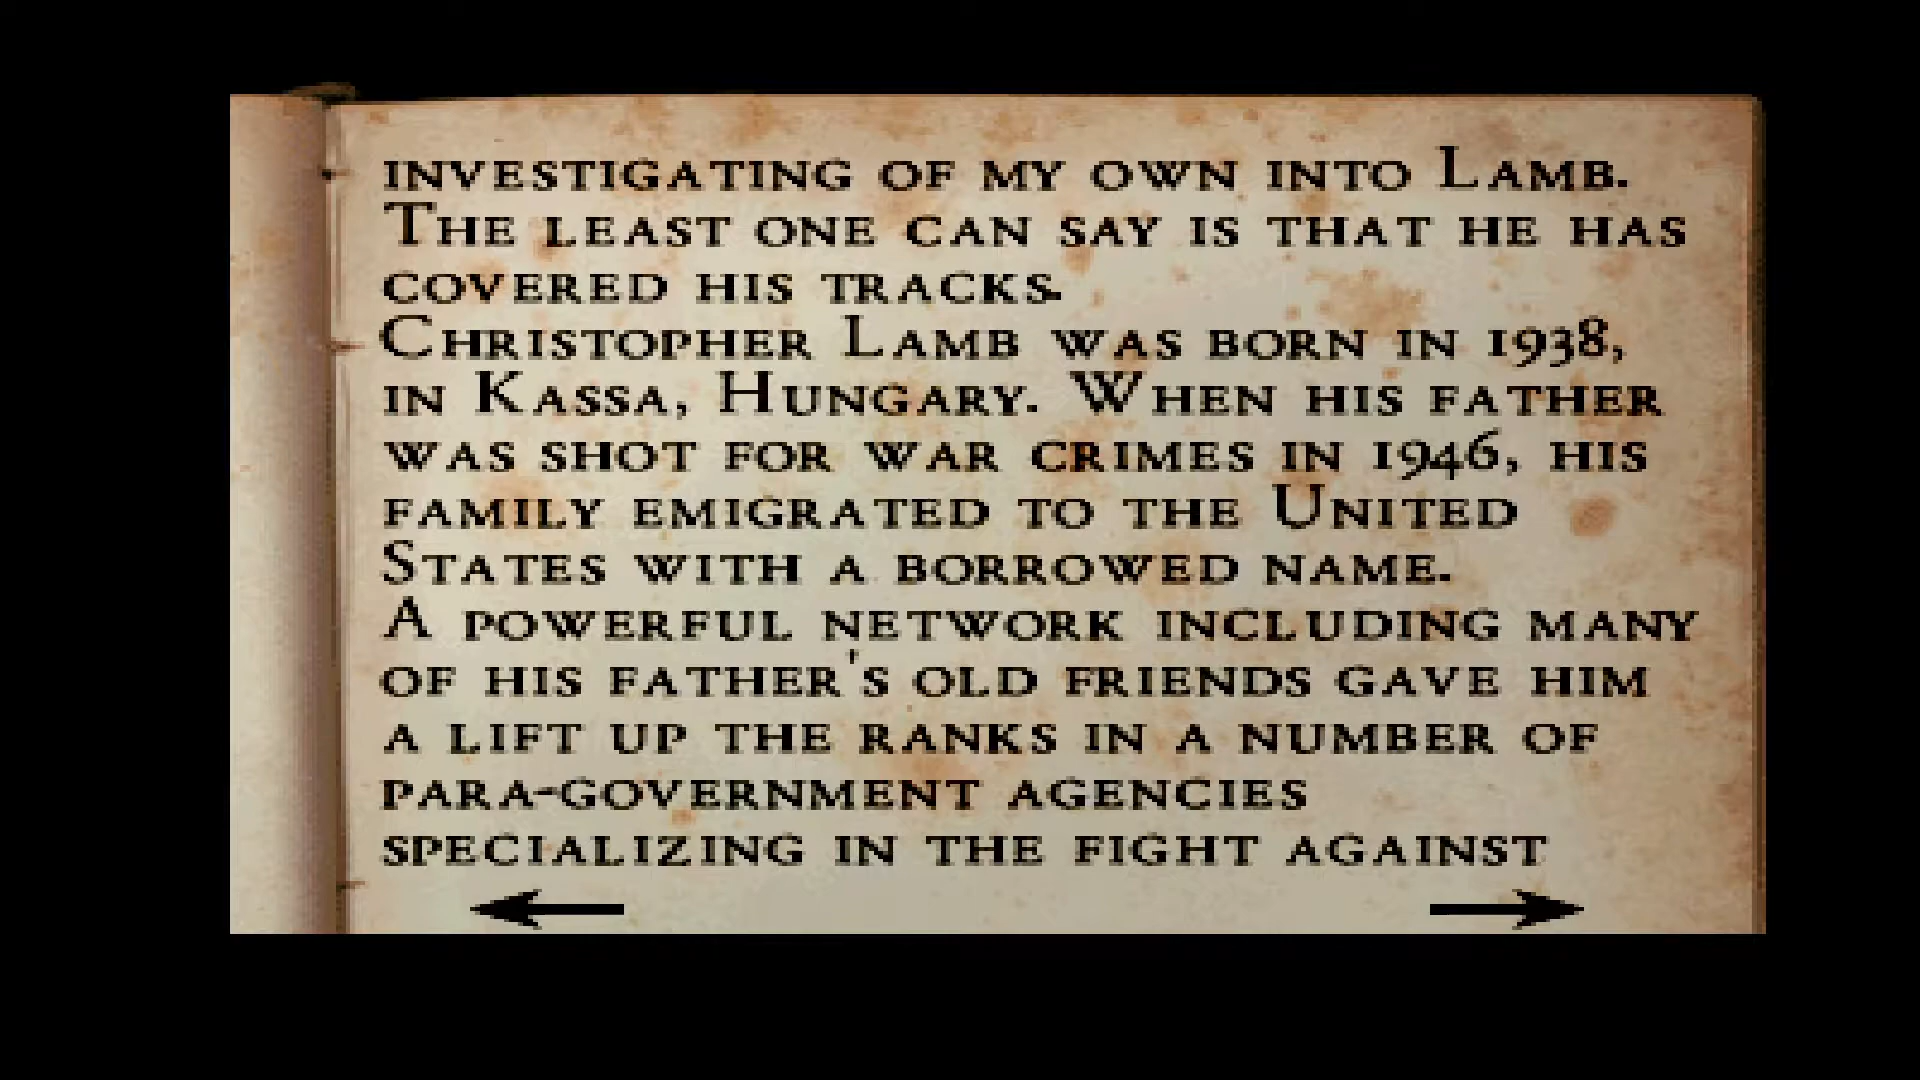 investigating of my own into Lamb.
The least one can say is that he has
covered his tracks.
Christopher Lamb was born in 1938,
in Kassa, Hungary. When his father
was shot for war crimes in 1946, his
family emigrated to the United
States with a borrowed name.
A powerful network including many
of his father's old friends gave him
a lift up the ranks in a number of
para-government agencies
specializing in the fight against